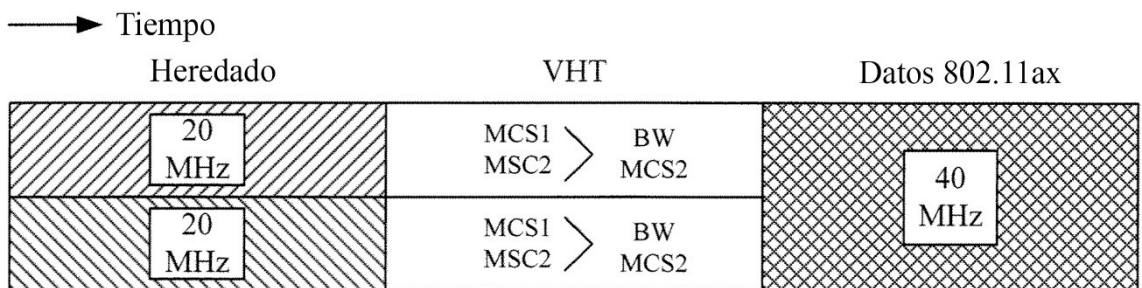 Tiempo
Heredado
VHT
Datos 802.11ax
20
MHz
MCS1
MSC2
BW
MCS2
40
MHz
20
MHz
MCS1
MSC2
BW
MCS2